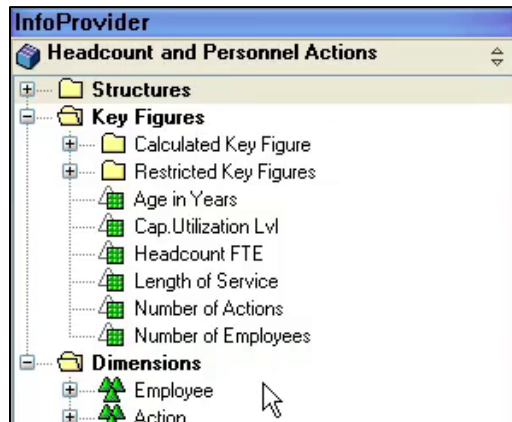 InfoProvider
Headcount and Personnel Actions
Structures
Key Figures
Calculated Key Figure
Restricted Key Figures
Age in Years
Cap.Utilization Lvl
Headcount FTE
Length of Service
Number of Actions
Number of Employees
Dimensions
Employee
Action